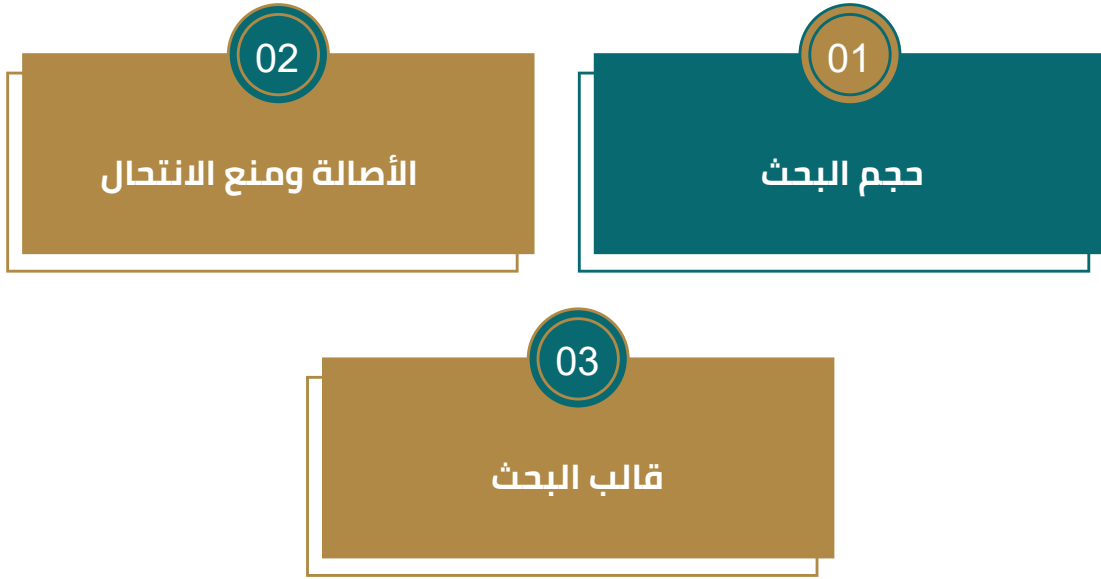 01
حجم البحث
02
الأصالة ومنع الانتحال
03
قالب البحث